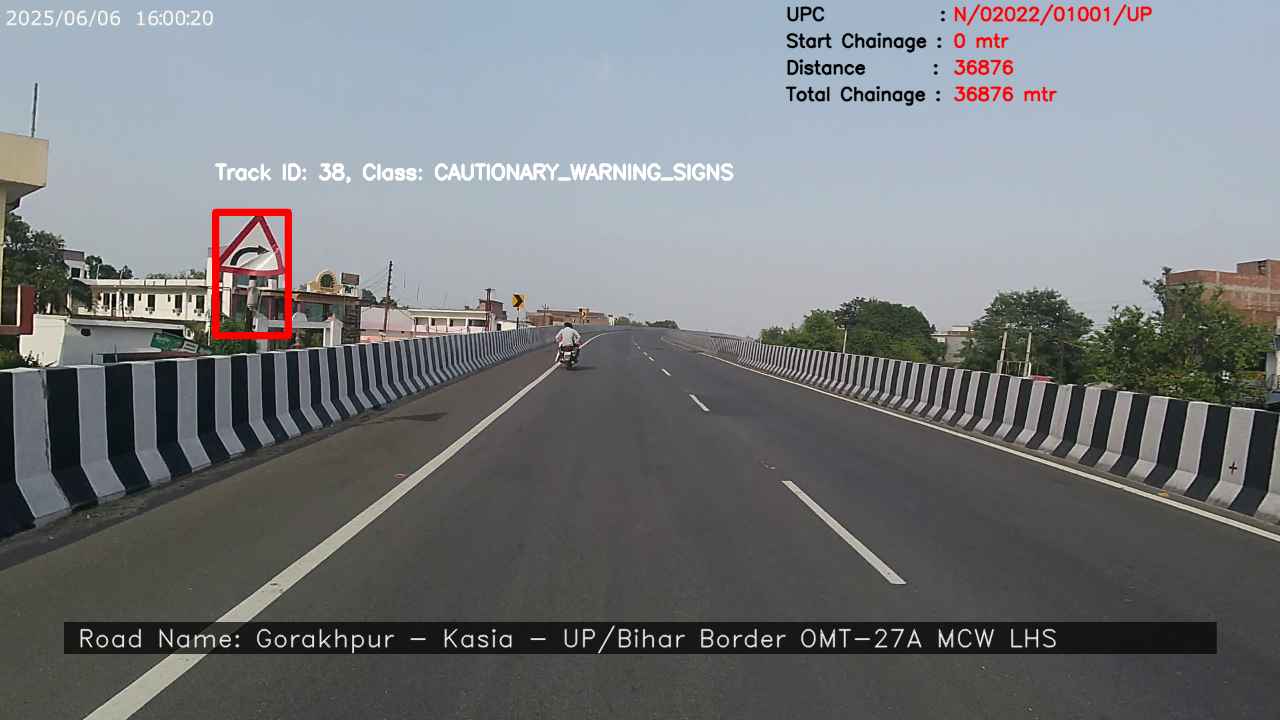 2025/06/06 16:00:20
UPC : N/02022/01001/UP
Start Chainage : 0 mtr
Distance : 36876
Total Chainage : 36876 mtr
Track ID: 38, Class: CAUTIONARY_WARNING_SIGNS
Road Name: Gorakhpur - Kasia - UP/Bihar Border OMT-27A MCW LHS